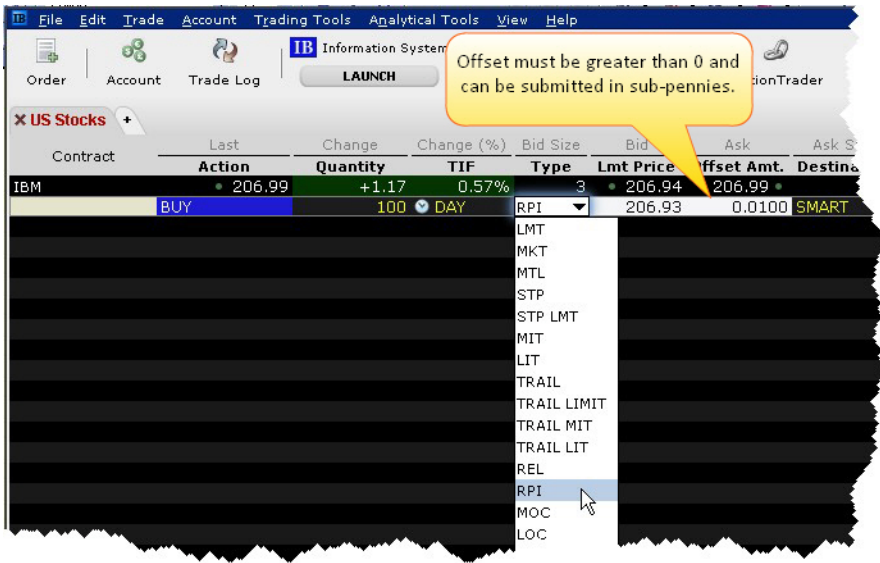 IB File Edit Trade Account Trading Tools Analytical Tools View Help
IB Information System
Offset must be greater than 0 and
can be submitted in sub-pennies.
Order Account Trade Log LAUNCH
US Stocks +
Contract Last Change Change (%) Bid Size Bid Ask Ask S
Action Quantity TIF Type Lmt Price ffset Amt. Destina
IBM 206.99 +1.17 0.57% 3 206.94 206.99
BUY 100 DAY RPI 206.93 0.0100 SMART
LMT
MKT
MTL
STP
STP LMT
MIT
LIT
TRAIL
TRAIL LIMIT
TRAIL MIT
TRAIL LIT
REL
RPI
MOC
LOC